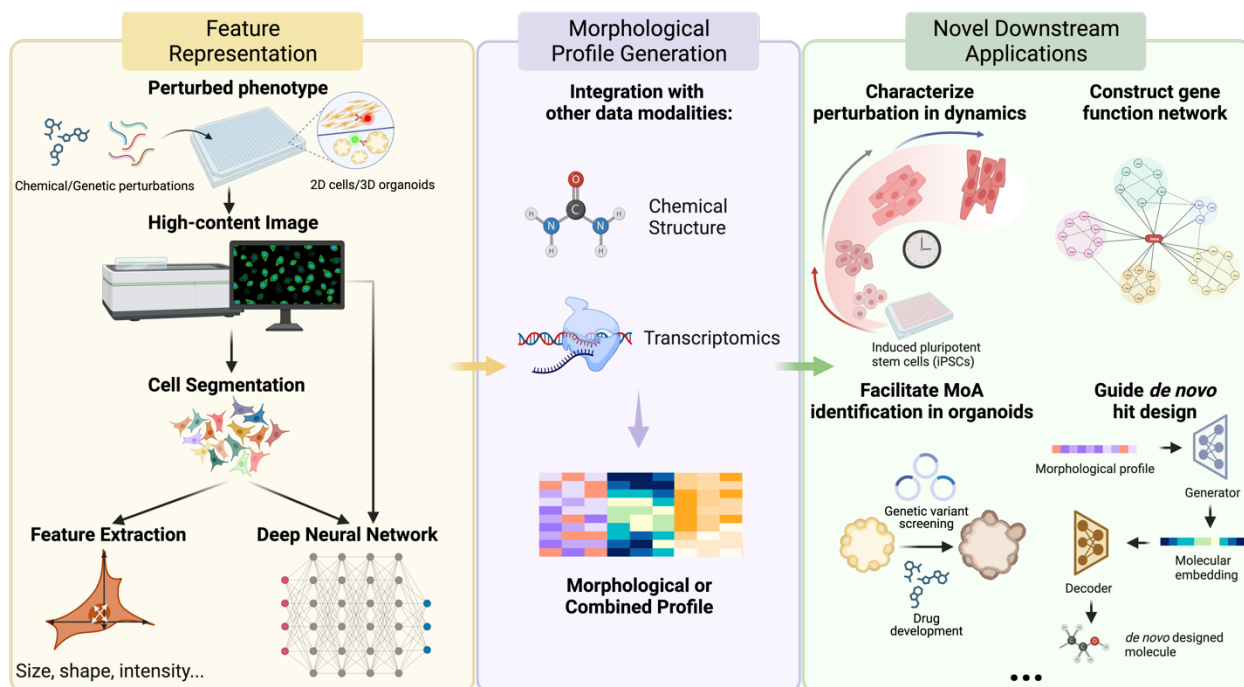 Feature
Representation
Perturbed phenotype
Chemical/Genetic perturbations
2D cells/3D organoids
High-content Image
Cell Segmentation
Feature Extraction
Deep Neural Network
Size, shape, intensity...
Morphological
Profile Generation
Integration with
other data modalities:
O
C
H
N
N
H
H
H
Chemical
Structure
Transcriptomics
Morphological or
Combined Profile
Novel Downstream
Applications
Characterize
perturbation in dynamics
Induced pluripotent
stem cells (iPSCs)
Construct gene
function network
Gene
Facilitate MoA
identification in organoids
Genetic variant
screening
Drug
development
Guide de novo
hit design
Morphological profile
Generator
Molecular
embedding
Decoder
de novo designed
molecule
...